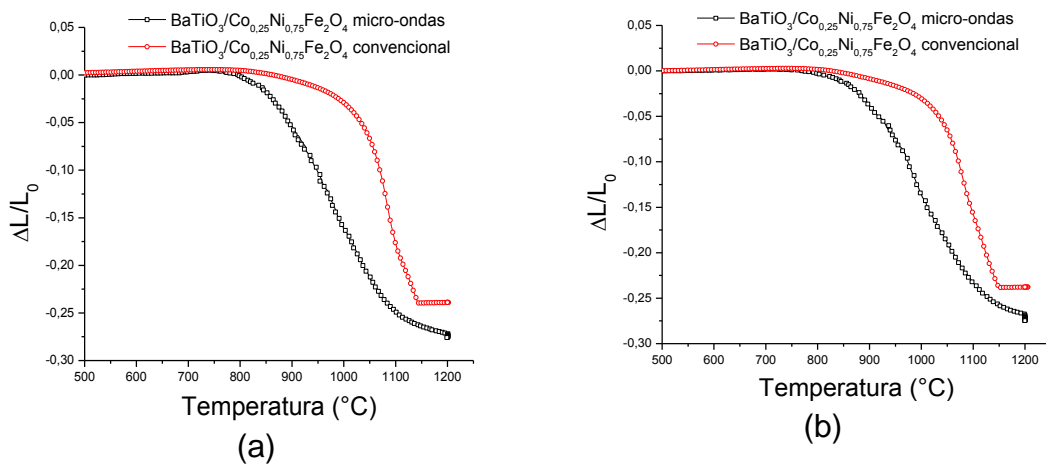 BaTiO₃/Co₀,₂₅Ni₀,₇₅Fe₂O₄ micro-ondas
BaTiO₃/Co₀,₂₅Ni₀,₇₅Fe₂O₄ convencional
0,05
0,00
-0,05
-0,10
-0,15
-0,20
-0,25
-0,30
ΔL/L₀
500 600 700 800 900 1000 1100 1200
Temperatura (°C)
(a)
BaTiO₃/Co₀,₂₅Ni₀,₇₅Fe₂O₄ micro-ondas
BaTiO₃/Co₀,₂₅Ni₀,₇₅Fe₂O₄ convencional
0,05
0,00
-0,05
-0,10
-0,15
-0,20
-0,25
-0,30
ΔL/L₀
500 600 700 800 900 1000 1100 1200
Temperatura (°C)
(b)